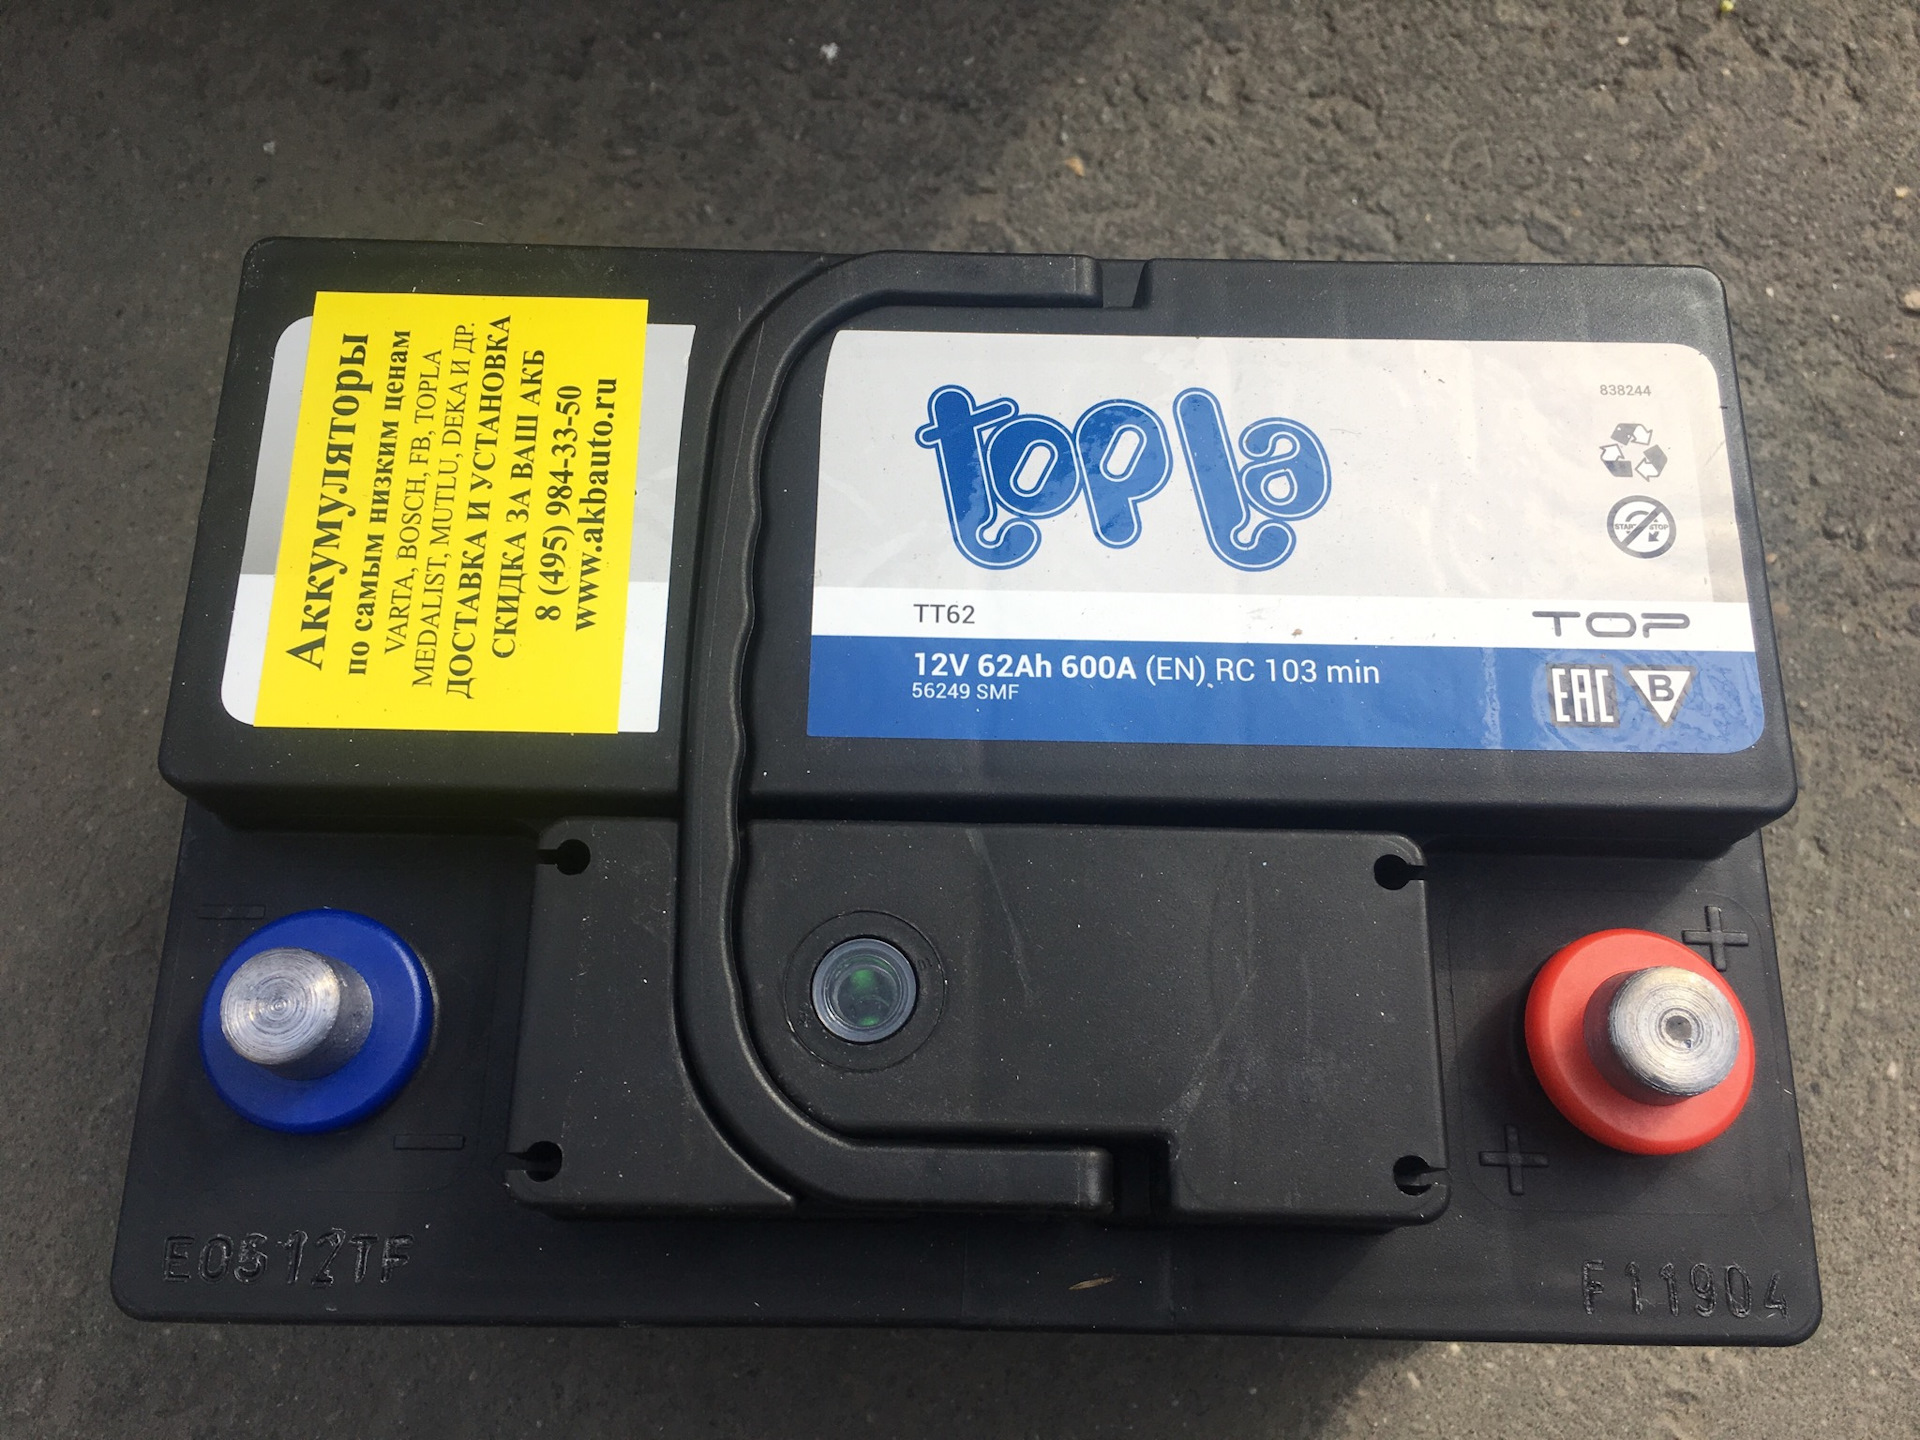 Аккумуляторы
по самым низким ценам
VARTA, BOSCH, FB, TOPLA
MEDALIST, MUTLU, DEKA И ДР.
ДОСТАВКА И УСТАНОВКА
СКИДКА ЗА ВАШ АКБ
8 (495) 984-33-50
www.akbauto.ru
838244
topla
START STOP
TT62
TOP
12V 62Ah 600A (EN) RC 103 min
56249 SMF
EAC B
E0512TF
F11904